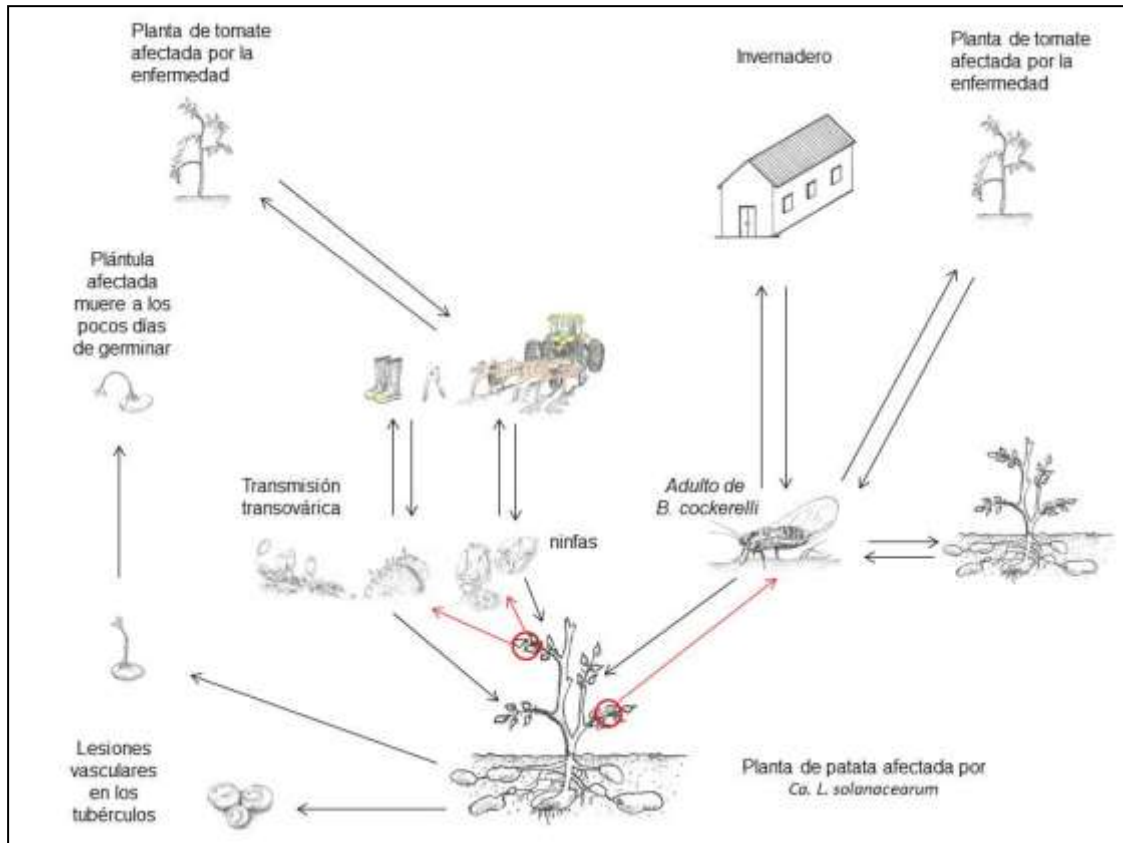 Planta de tomate
afectada por la
enfermedad
Invernadero
Planta de tomate
afectada por la
enfermedad
Plántula
afectada
muere a los
pocos días
de germinar
Transmisión
transovárica
ninfas
Adulto de
B. cockerelli
Lesiones
vasculares
en los
tubérculos
Planta de patata afectada por
Ca. L. solanacearum